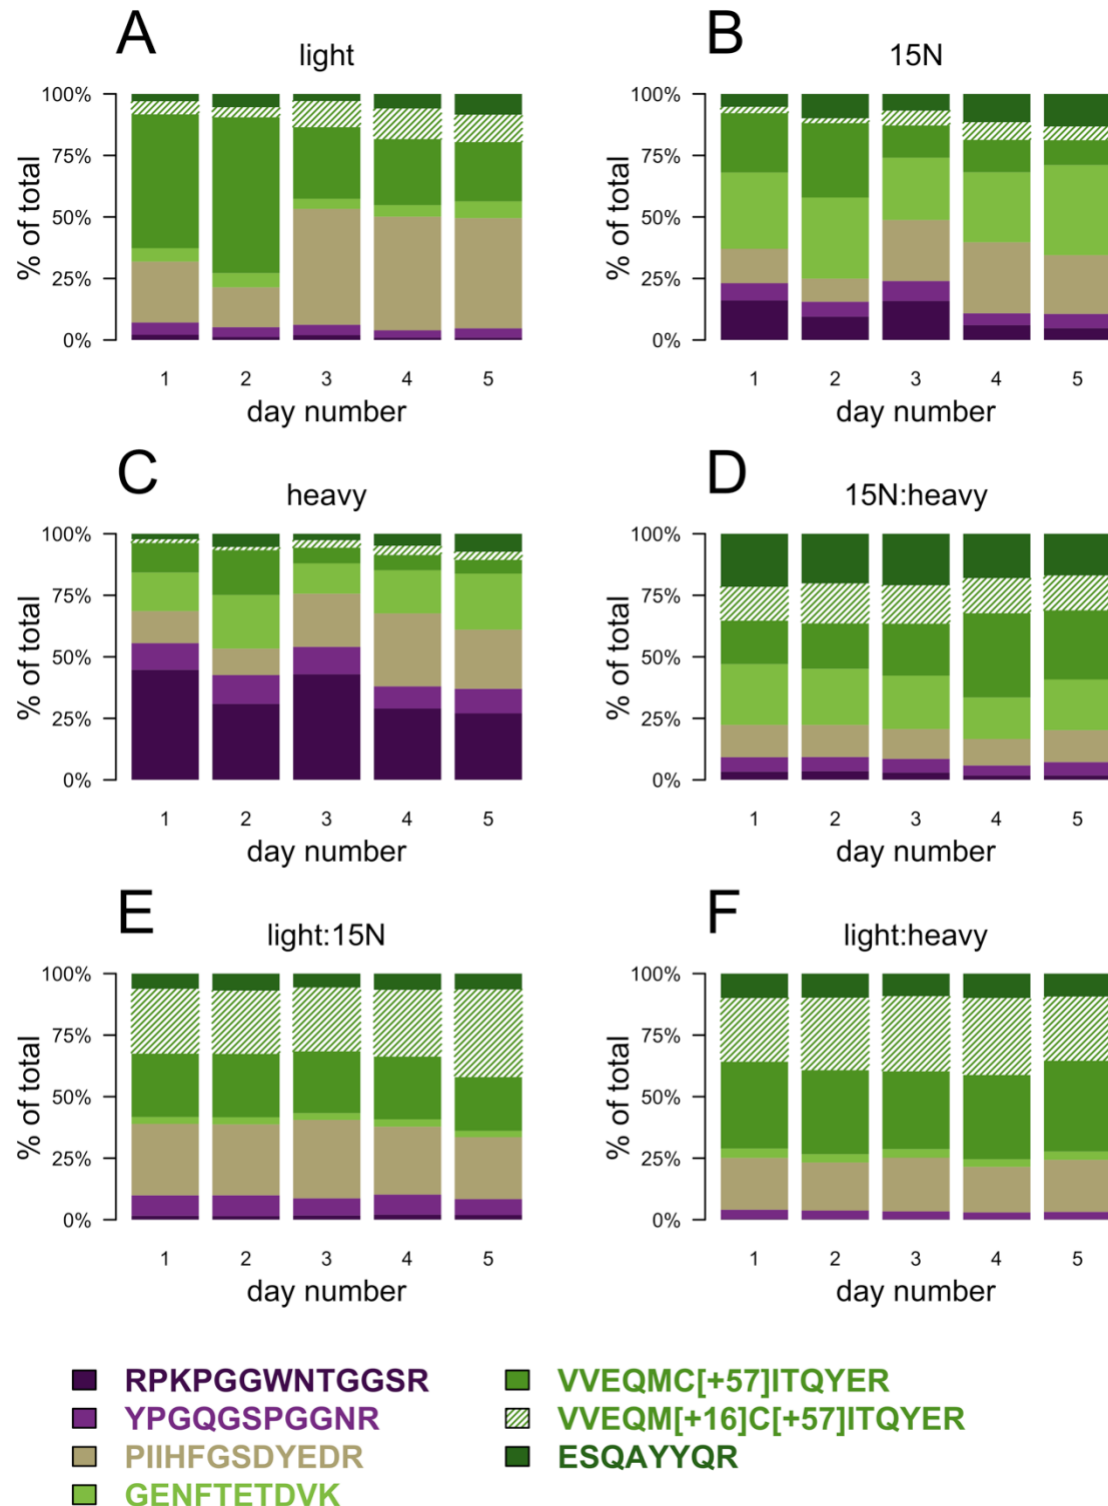 A
light
100%
75%
50%
25%
0%
% of total
1 2 3 4 5
day number
B
15N
100%
75%
50%
25%
0%
% of total
1 2 3 4 5
day number
C
heavy
100%
75%
50%
25%
0%
% of total
1 2 3 4 5
day number
D
15N:heavy
100%
75%
50%
25%
0%
% of total
1 2 3 4 5
day number
E
light:15N
100%
75%
50%
25%
0%
% of total
1 2 3 4 5
day number
F
light:heavy
100%
75%
50%
25%
0%
% of total
1 2 3 4 5
day number
RPKPGGWNTGGSR
YPGQGSPGGNR
PIIHFGSDYEDR
GENFTETDVK
VVEQMC[+57]ITQYER
VVEQM[+16]C[+57]ITQYER
ESQAYYQR